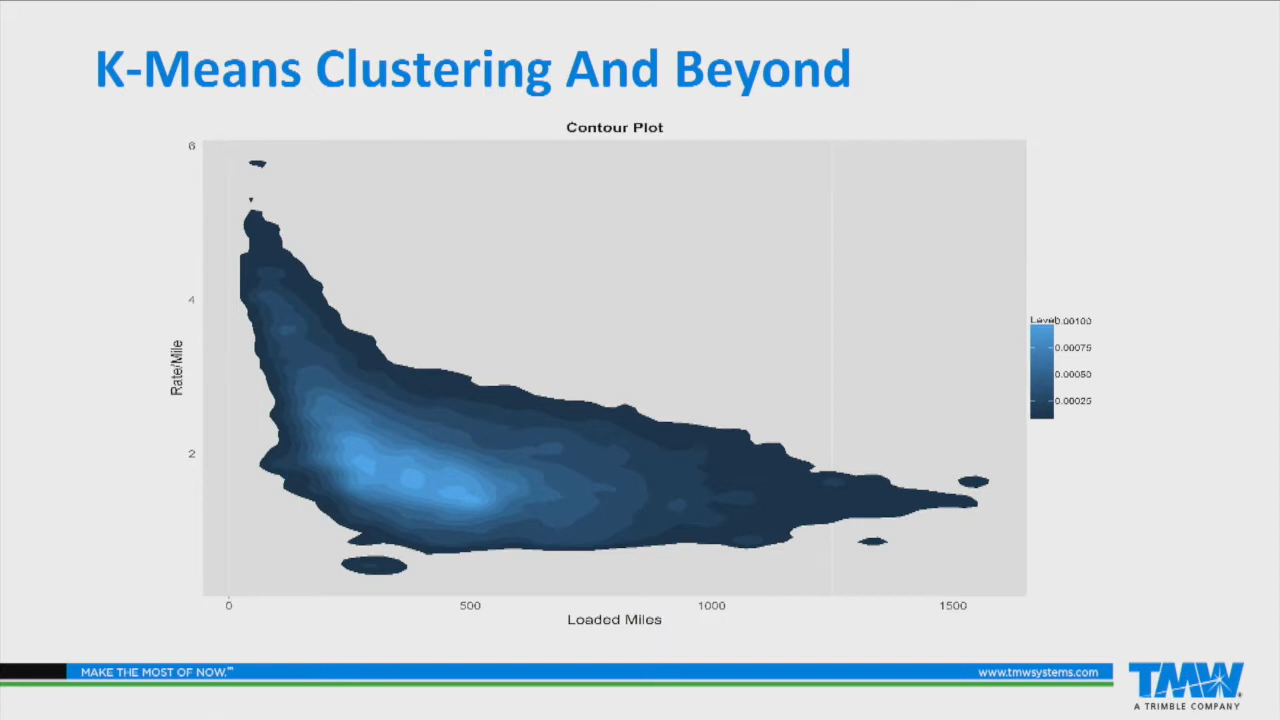 K-Means Clustering And Beyond
Contour Plot
6
4
2
Rate/Mile
0
500
1000
1500
Loaded Miles
Level
0.00100
0.00075
0.00050
0.00025
MAKE THE MOST OF NOW.™
www.tmwsystems.com
TMW
A TRIMBLE COMPANY